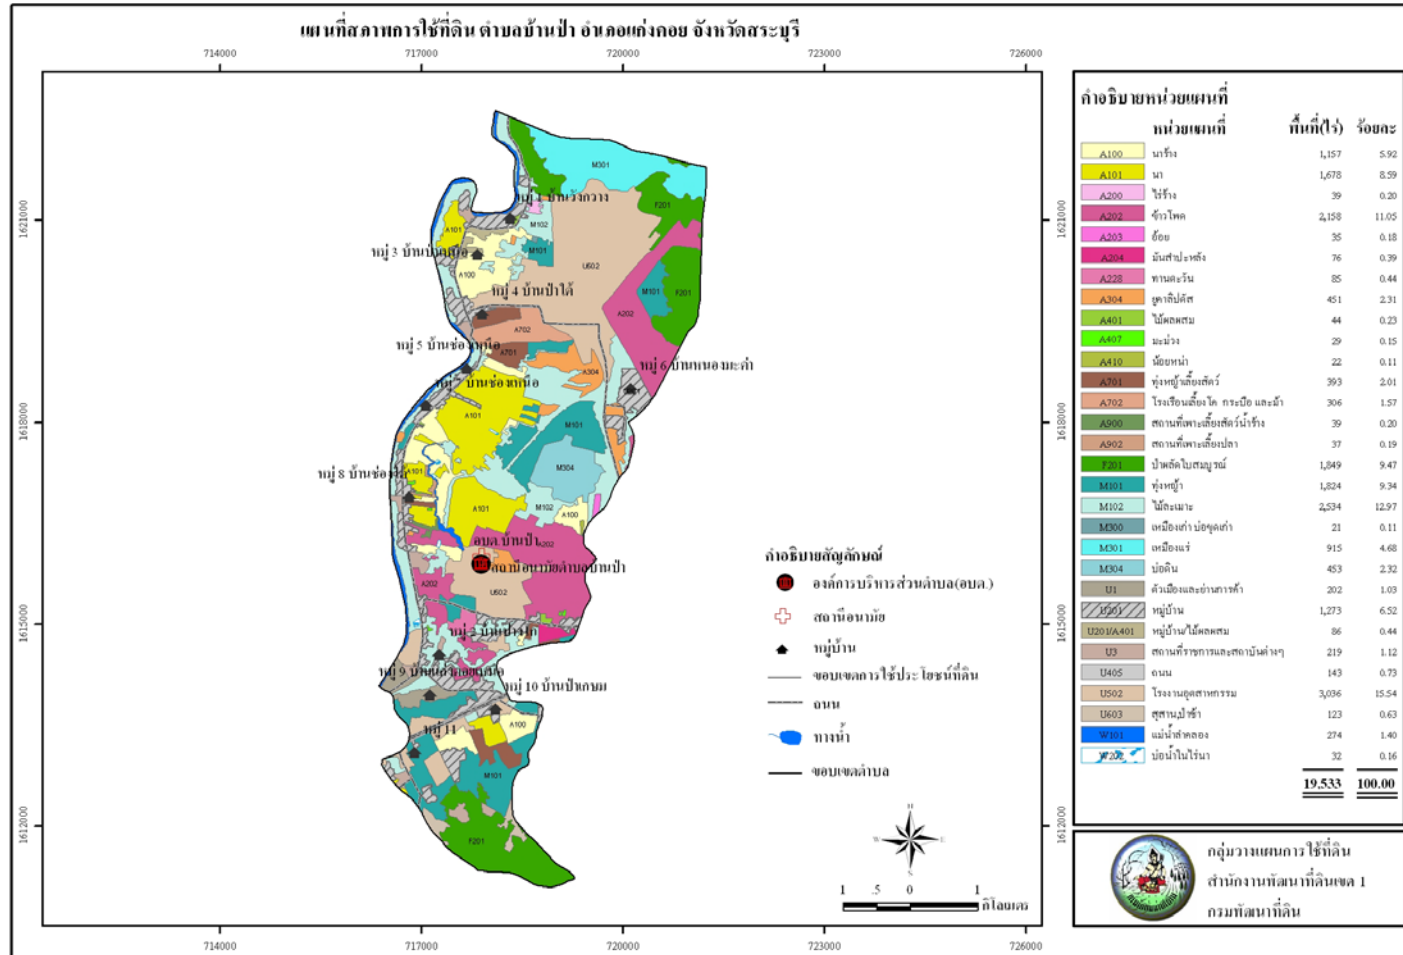 แผนที่สภาพการใช้ที่ดิน ตำบลบ้านป่า อำเภอแก่งคอย จังหวัดสระบุรี
714000 717000 720000 723000 726000
1621000 1621000
1618000 1618000
1615000 1615000
1612000 1612000
714000 717000 720000 723000 726000
M301
หมู่ 1 บ้านวังกวาง
F201
A101
M102
หมู่ 3 บ้านป่าเหนือ
M101
A100
U502
M101
F201
หมู่ 4 บ้านป่าใต้
A202
A702
หมู่ 5 บ้านช่องเหนือ
A701
A304
หมู่ 6 บ้านหนองมะค่า
หมู่ 7 บ้านช่องเหนือ
A101
M101
M304
หมู่ 8 บ้านช่องใต้
A101
A101
M102
A100
อบต.บ้านป่า
A202
สถานีอนามัยตำบลบ้านป่า
A202
U502
หมู่ 2 บ้านป่า
หมู่ 9 บ้านลำคอยเหนือ
หมู่ 10 บ้านป่าเกษม
A100
หมู่ 11
M101
F201
คำอธิบายสัญลักษณ์
องค์การบริหารส่วนตำบล(อบต.)
สถานีอนามัย
หมู่บ้าน
ขอบเขตการใช้ประโยชน์ที่ดิน
ถนน
ทางน้ำ
ขอบเขตตำบล
N
W E
S
1 .5 0 1
กิโลเมตร
คำอธิบายหน่วยแผนที่
หน่วยแผนที่ พื้นที่(ไร่) ร้อยละ
A100 นาร้าง 1,157 5.92
A101 นา 1,678 8.59
A200 ไร่ร้าง 39 0.20
A202 ข้าวโพด 2,158 11.05
A203 อ้อย 35 0.18
A204 มันสำปะหลัง 76 0.39
A228 ทานตะวัน 85 0.44
A304 ยูคาลิปตัส 451 2.31
A401 ไม้ผลผสม 44 0.23
A407 มะม่วง 29 0.15
A410 น้อยหน่า 22 0.11
A701 ทุ่งหญ้าเลี้ยงสัตว์ 393 2.01
A702 โรงเรือนเลี้ยงโค กระบือ และม้า 306 1.57
A900 สถานที่เพาะเลี้ยงสัตว์น้ำร้าง 39 0.20
A902 สถานที่เพาะเลี้ยงปลา 37 0.19
F201 ป่าผลัดใบสมบูรณ์ 1,849 9.47
M101 ทุ่งหญ้า 1,824 9.34
M102 ไม้ละเมาะ 2,534 12.97
M300 เหมืองเก่า บ่อขุดเก่า 21 0.11
M301 เหมืองแร่ 915 4.68
M304 บ่อดิน 453 2.32
U1 ตัวเมืองและย่านการค้า 202 1.03
U201 หมู่บ้าน 1,273 6.52
U201/A401 หมู่บ้าน/ไม้ผลผสม 86 0.44
U3 สถานที่ราชการและสถาบันต่างๆ 219 1.12
U405 ถนน 143 0.73
U502 โรงงานอุตสาหกรรม 3,036 15.54
U603 สุสาน,ป่าช้า 123 0.63
W101 แม่น้ำลำคลอง 274 1.40
W202 บ่อน้ำในไร่นา 32 0.16
19,533 100.00
กลุ่มวางแผนการใช้ที่ดิน
สำนักงานพัฒนาที่ดินเขต 1
กรมพัฒนาที่ดิน